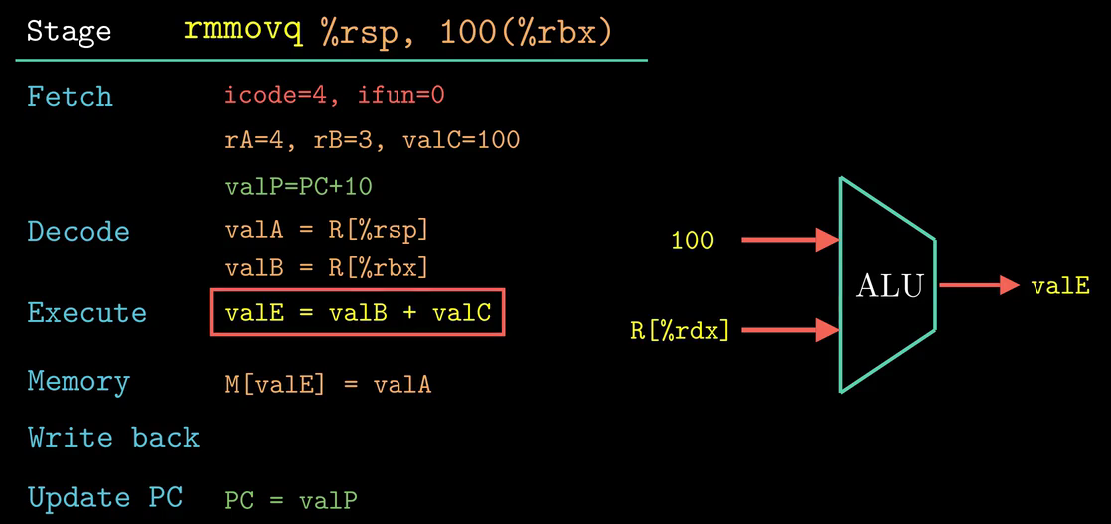 Stage rmmovq %rsp, 100(%rbx)
Fetch icode=4, ifun=0
rA=4, rB=3, valC=100
valP=PC+10
Decode valA = R[%rsp]
valB = R[%rbx]
Execute valE = valB + valC
Memory M[valE] = valA
Write back
Update PC PC = valP
100
R[%rdx]
ALU
valE